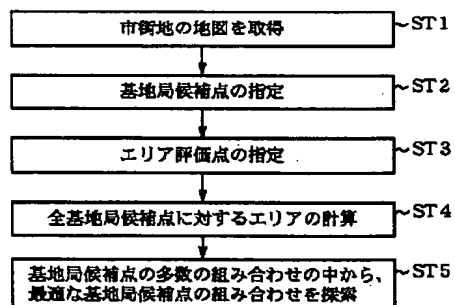 市街地の地図を取得
~ST1
基地局候補点の指定
~ST2
エリア評価点の指定
~ST3
全基地局候補点に対するエリアの計算
~ST4
基地局候補点の多数の組み合わせの中から、
最適な基地局候補点の組み合わせを探索
~ST5